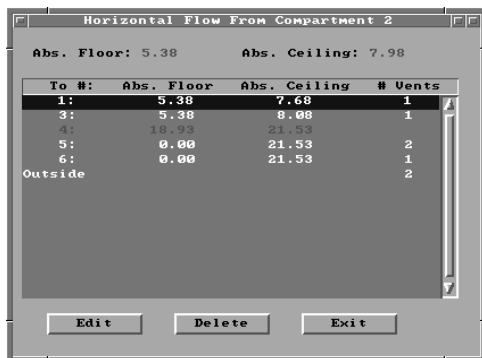 Horizontal Flow From Compartment 2
Abs. Floor: 5.38 Abs. Ceiling: 7.98
To #: Abs. Floor Abs. Ceiling # Vents
1: 5.38 7.68 1
3: 5.38 8.08 1
4: 18.93 21.53
5: 0.00 21.53 2
6: 0.00 21.53 1
Outside 2
Edit Delete Exit